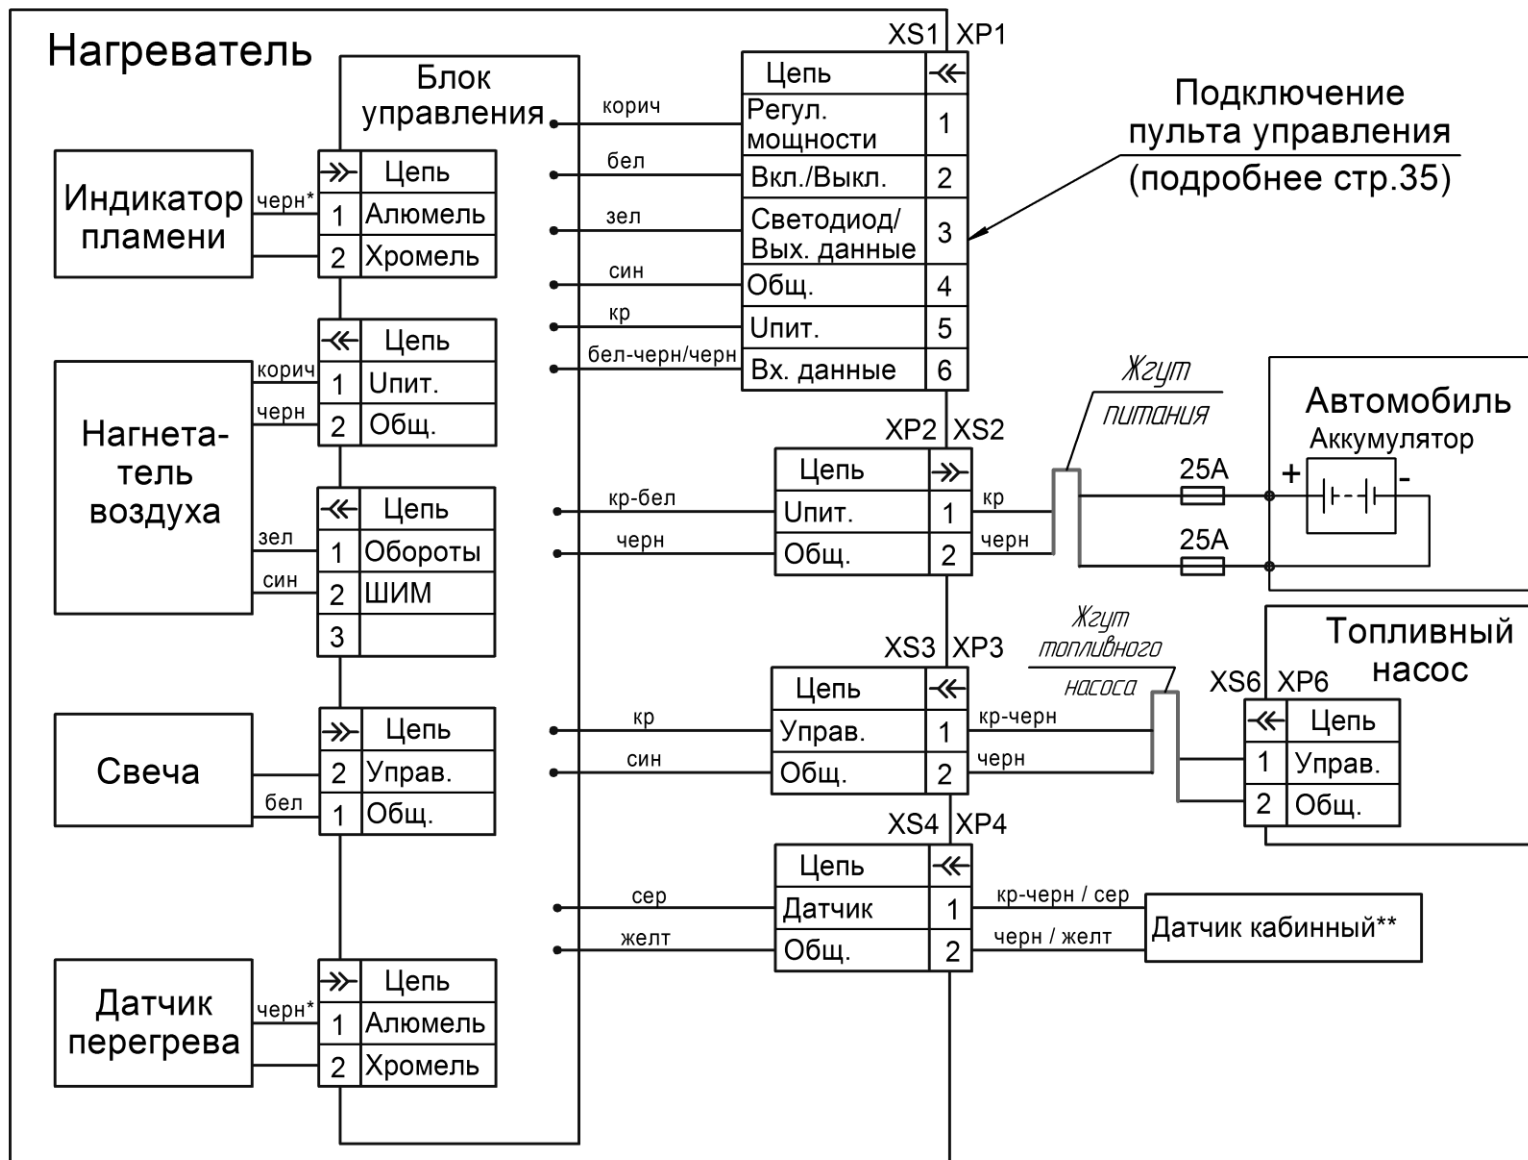 Нагреватель
Блок
управления
Индикатор
пламени
черн*
Цепь
1 Алюмель
2 Хромель
Нагнета-
тель
воздуха
корич
черн
Цепь
1 Uпит.
2 Общ.
зел
син
Цепь
1 Обороты
2 ШИМ
3
Свеча
бел
Цепь
2 Управ.
1 Общ.
Датчик
перегрева
черн*
Цепь
1 Алюмель
2 Хромель
XS1 XP1
Цепь
корич
Регул.
мощности 1
бел
Вкл./Выкл. 2
зел
Светодиод/
Вых. данные 3
син
Общ. 4
кр
Uпит. 5
бел-черн/черн
Вх. данные 6
Подключение
пульта управления
(подробнее стр.35)
XP2 XS2
Цепь
кр-бел
Uпит. 1
кр
черн
Общ. 2
черн
Жгут
питания
25А
25А
Автомобиль
Аккумулятор
+ -
XS3 XP3
Цепь
кр
Управ. 1
кр-черн
син
Общ. 2
черн
Жгут
топливного
насоса
Топливный
насос
XS6 XP6
Цепь
1 Управ.
2 Общ.
XS4 XP4
Цепь
сер
Датчик 1
кр-черн / сер
желт
Общ. 2
черн / желт
Датчик кабинный**